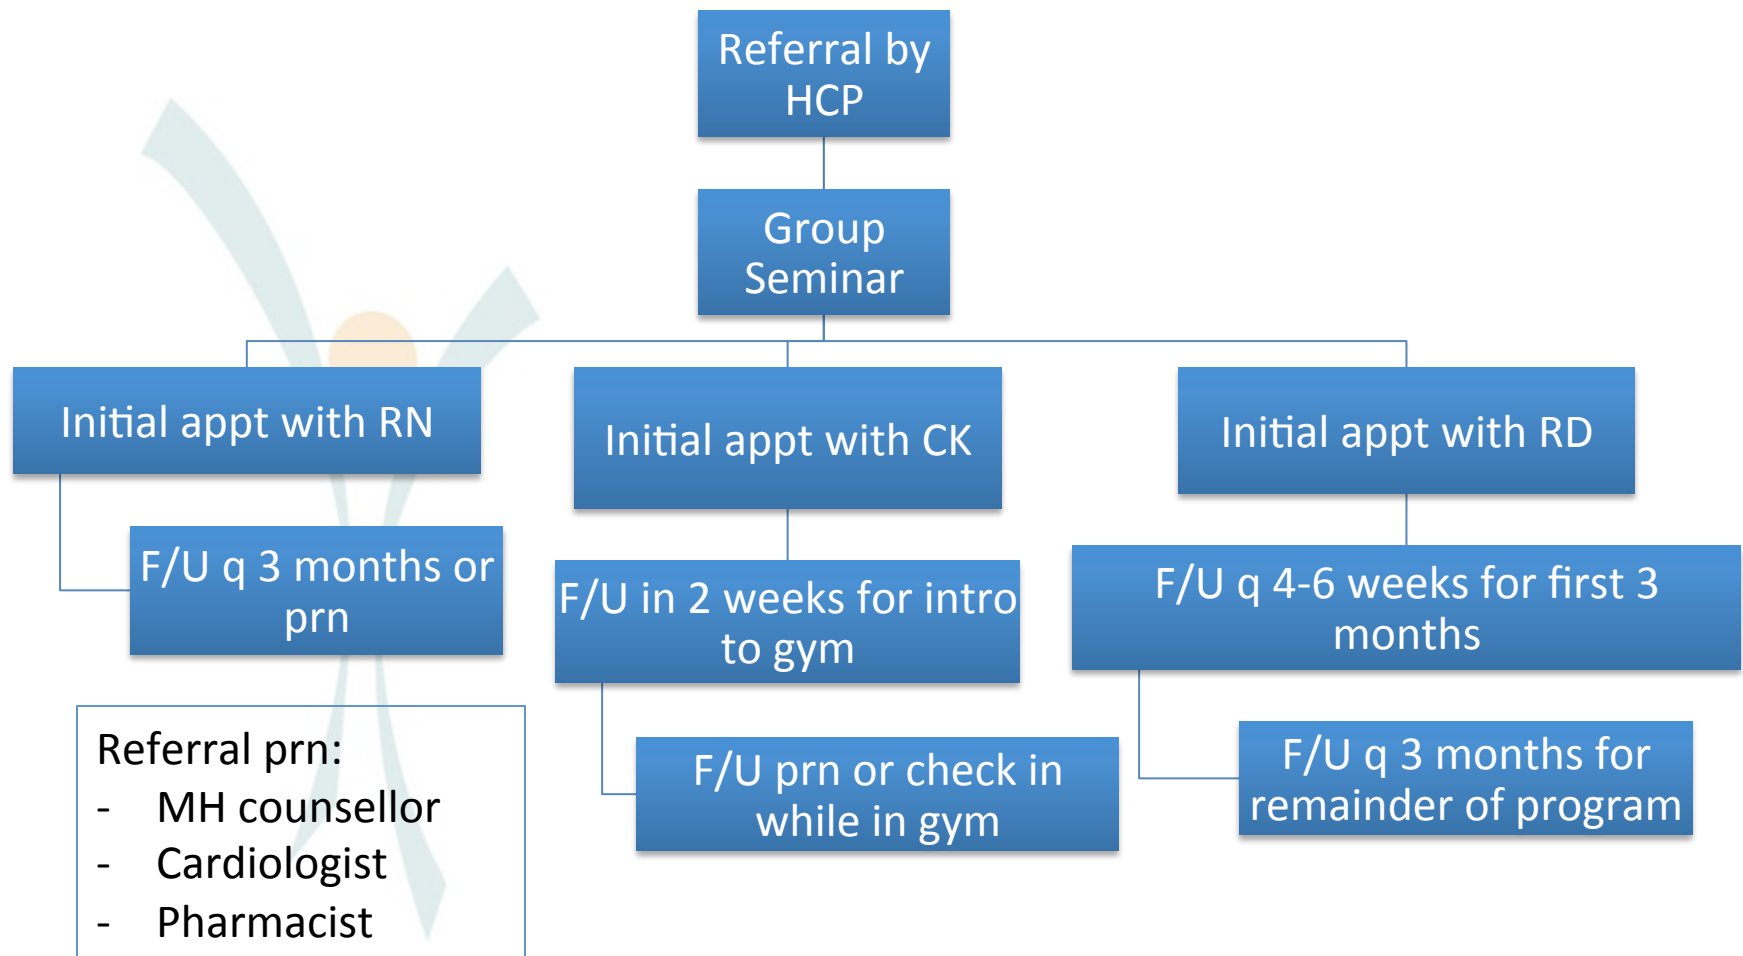 Referral by
HCP
Group
Seminar
Initial appt with RN
Initial appt with CK
Initial appt with RD
F/U q 3 months or
prn
F/U in 2 weeks for intro
to gym
F/U q 4-6 weeks for first 3
months
F/U prn or check in
while in gym
F/U q 3 months for
remainder of program
Referral prn:
- MH counsellor
- Cardiologist
- Pharmacist